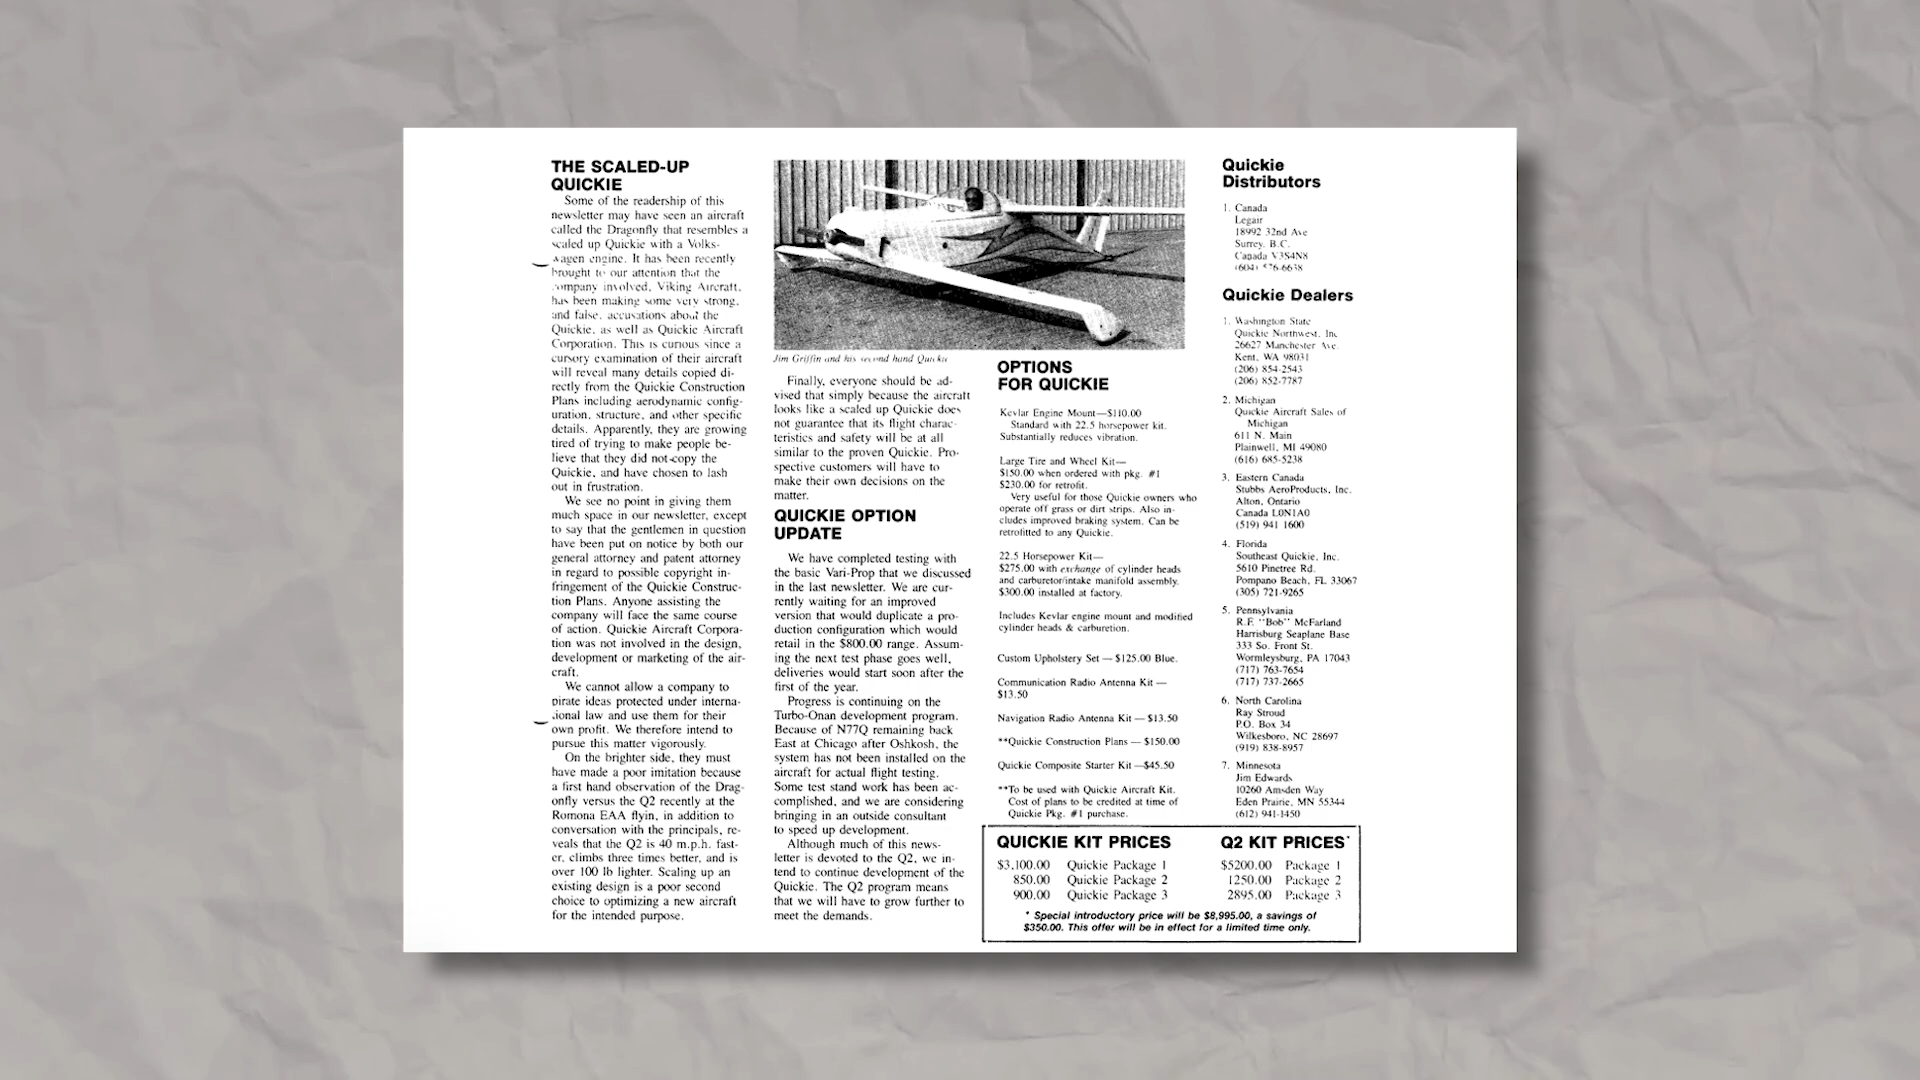 THE SCALED-UP
QUICKIE
Some of the readership of this
newsletter may have seen an aircraft
called the Dragonfly that resembles a
scaled up Quickie with a Volks-
wagen engine. It has been recently
brought to our attention that the
company involved, Viking Aircraft,
has been making some very strong,
and false, accusations about the
Quickie, as well as Quickie Aircraft
Corporation. This is curious since a
cursory examination of their aircraft
will reveal many details copied di-
rectly from the Quickie Construction
Plans including aerodynamic config-
uration, structure, and other specific
details. Apparently, they are growing
tired of trying to make people be-
lieve that they did not copy the
Quickie, and have chosen to lash
out in frustration.
We see no point in giving them
much space in our newsletter, except
to say that the gentlemen in question
have been put on notice by both our
general attorney and patent attorney
in regard to possible copyright in-
fringement of the Quickie Construc-
tion Plans. Anyone assisting the
company will face the same course
of action. Quickie Aircraft Corpora-
tion was not involved in the design,
development or marketing of the air-
craft.
We cannot allow a company to
pirate ideas protected under interna-
tional law and use them for their
own profit. We therefore intend to
pursue this matter vigorously.
On the brighter side, they must
have made a poor imitation because
a first hand observation of the Drag-
onfly versus the Q2 recently at the
Romona EAA flyin, in addition to
conversation with the principals, re-
veals that the Q2 is 40 m.p.h. fast-
er, climbs three times better, and is
over 100 lb lighter. Scaling up an
existing design is a poor second
choice to optimizing a new aircraft
for the intended purpose.
Jim Griffin and his second hand Quickie
Finally, everyone should be ad-
vised that simply because the aircraft
looks like a scaled up Quickie does
not guarantee that its flight charac-
teristics and safety will be at all
similar to the proven Quickie. Pro-
spective customers will have to
make their own decisions on the
matter.
QUICKIE OPTION
UPDATE
We have completed testing with
the basic Vari-Prop that we discussed
in the last newsletter. We are cur-
rently waiting for an improved
version that would duplicate a pro-
duction configuration which would
retail in the $800.00 range. Assum-
ing the next test phase goes well,
deliveries would start soon after the
first of the year.
Progress is continuing on the
Turbo-Onan development program.
Because of N77Q remaining back
East at Chicago after Oshkosh, the
system has not been installed on the
aircraft for actual flight testing.
Some test stand work has been ac-
complished, and we are considering
bringing in an outside consultant
to speed up development.
Although much of this news-
letter is devoted to the Q2, we in-
tend to continue development of the
Quickie. The Q2 program means
that we will have to grow further to
meet the demands.
OPTIONS
FOR QUICKIE
Kevlar Engine Mount—$110.00
Standard with 22.5 horsepower kit.
Substantially reduces vibration.
Large Tire and Wheel Kit—
$150.00 when ordered with pkg. #1
$230.00 for retrofit.
Very useful for those Quickie owners who
operate off grass or dirt strips. Also in-
cludes improved braking system. Can be
retrofitted to any Quickie.
22.5 Horsepower Kit—
$275.00 with exchange of cylinder heads
and carburetor/intake manifold assembly.
$300.00 installed at factory.
Includes Kevlar engine mount and modified
cylinder heads & carburetion.
Custom Upholstery Set — $125.00 Blue.
Communication Radio Antenna Kit —
$13.50
Navigation Radio Antenna Kit — $13.50
**Quickie Construction Plans — $150.00
Quickie Composite Starter Kit —$45.50
**To be used with Quickie Aircraft Kit.
Cost of plans to be credited at time of
Quickie Pkg. #1 purchase.
Quickie
Distributors
1. Canada
Legair
18992 32nd Ave
Surrey, B.C.
Canada V3S4N8
(604) 576-6638
Quickie Dealers
1. Washington State
Quickie Northwest, Inc.
26627 Manchester Ave.
Kent, WA 98031
(206) 854-2543
(206) 852-7787
2. Michigan
Quickie Aircraft Sales of
Michigan
611 N. Main
Plainwell, MI 49080
(616) 685-5238
3. Eastern Canada
Stubbs AeroProducts, Inc.
Alton, Ontario
Canada L0N1A0
(519) 941 1600
4. Florida
Southeast Quickie, Inc.
5610 Pinetree Rd.
Pompano Beach, FL 33067
(305) 721-9265
5. Pennsylvania
R.F. "Bob" McFarland
Harrisburg Seaplane Base
333 So. Front St.
Wormleysburg, PA 17043
(717) 763-7654
(717) 737-2665
6. North Carolina
Ray Stroud
P.O. Box 34
Wilkesboro, NC 28697
(919) 838-8957
7. Minnesota
Jim Edwards
10260 Amsden Way
Eden Prairie, MN 55344
(612) 941-1450
QUICKIE KIT PRICES
$3,100.00 Quickie Package 1
850.00 Quickie Package 2
900.00 Quickie Package 3
Q2 KIT PRICES*
$5200.00 Package 1
1250.00 Package 2
2895.00 Package 3
* Special introductory price will be $8,995.00, a savings of
$350.00. This offer will be in effect for a limited time only.